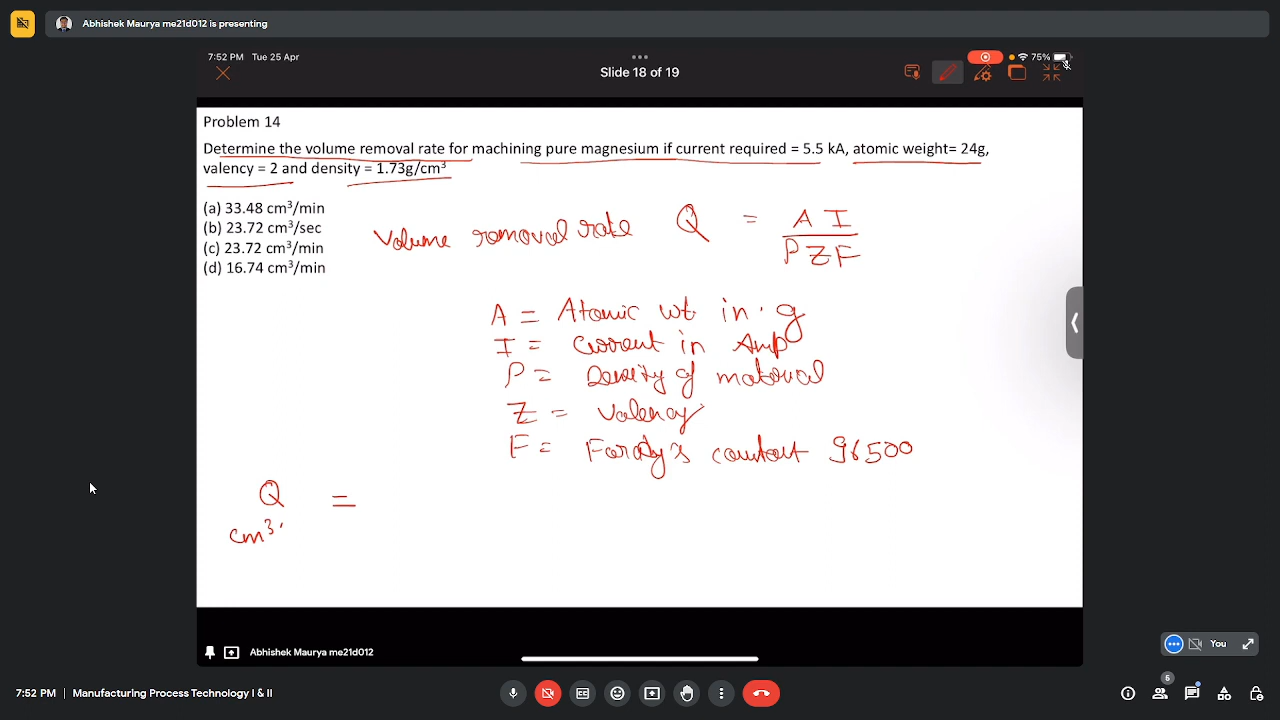 Abhishek Maurya me21d012 is presenting
7:52 PM Tue 25 Apr
75%
Slide 18 of 19
Problem 14
Determine the volume removal rate for machining pure magnesium if current required = 5.5 kA, atomic weight= 24g,
valency = 2 and density = 1.73g/cm³
(a) 33.48 cm³/min
(b) 23.72 cm³/sec
(c) 23.72 cm³/min
(d) 16.74 cm³/min
Volume removal rate Q = A I
ρ Z F
A = Atomic wt. in g
I = Current in Amp
ρ = Density of material
Z = Valency
F = Farady's constant 96500
Q =
cm³
Abhishek Maurya me21d012
You
7:52 PM | Manufacturing Process Technology I & II
6